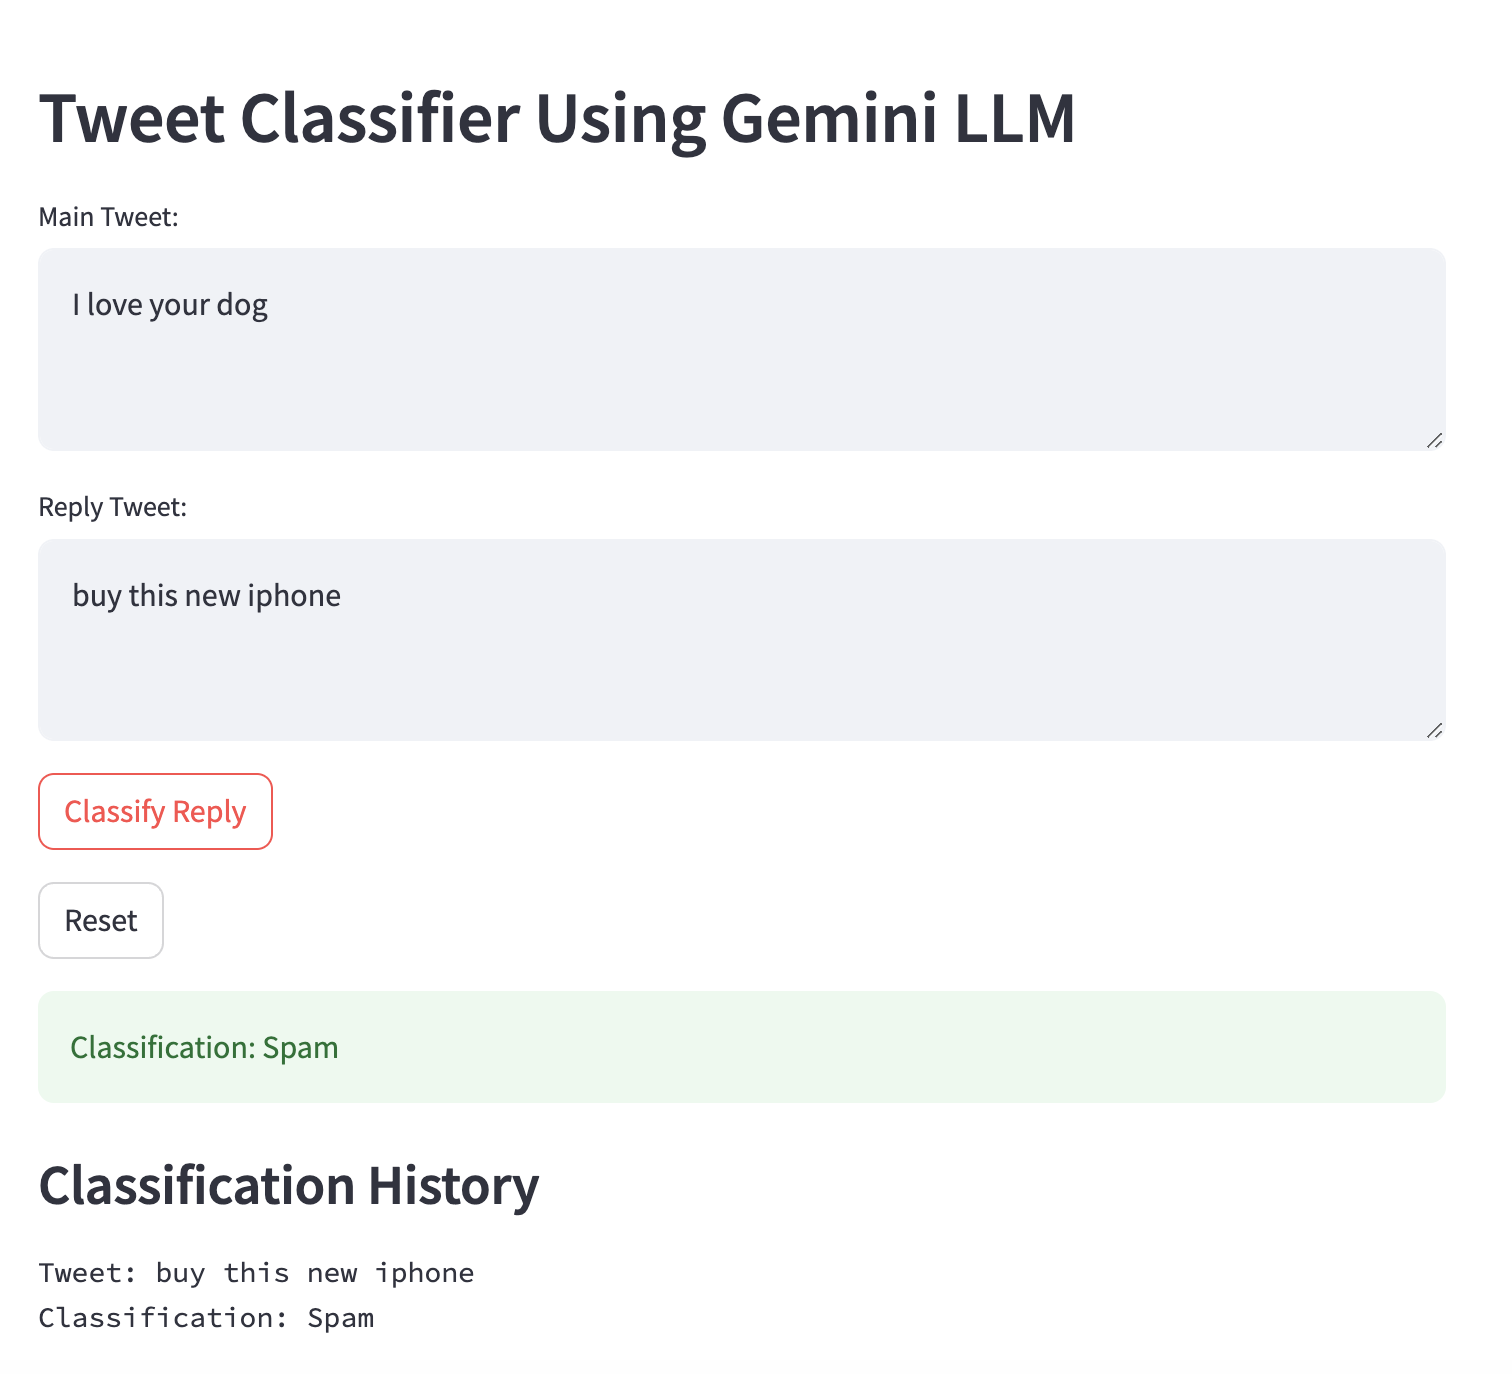 Tweet Classifier Using Gemini LLM
Main Tweet:
I love your dog
Reply Tweet:
buy this new iphone
Classify Reply
Reset
Classification: Spam
Classification History
Tweet: buy this new iphone
Classification: Spam